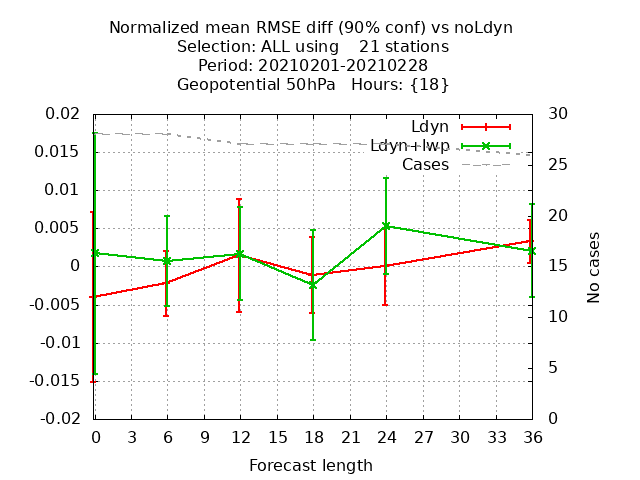 Normalized mean RMSE diff (90% conf) vs noLdyn
Selection: ALL using    21 stations
Period: 20210201-20210228
Geopotential 50hPa   Hours: {18}
0.02
0.015
0.01
0.005
0
-0.005
-0.01
-0.015
-0.02
30
25
20
15
10
5
0
Ldyn
Ldyn+lwp
Cases
No cases
0 3 6 9 12 15 18 21 24 27 30 33 36
Forecast length